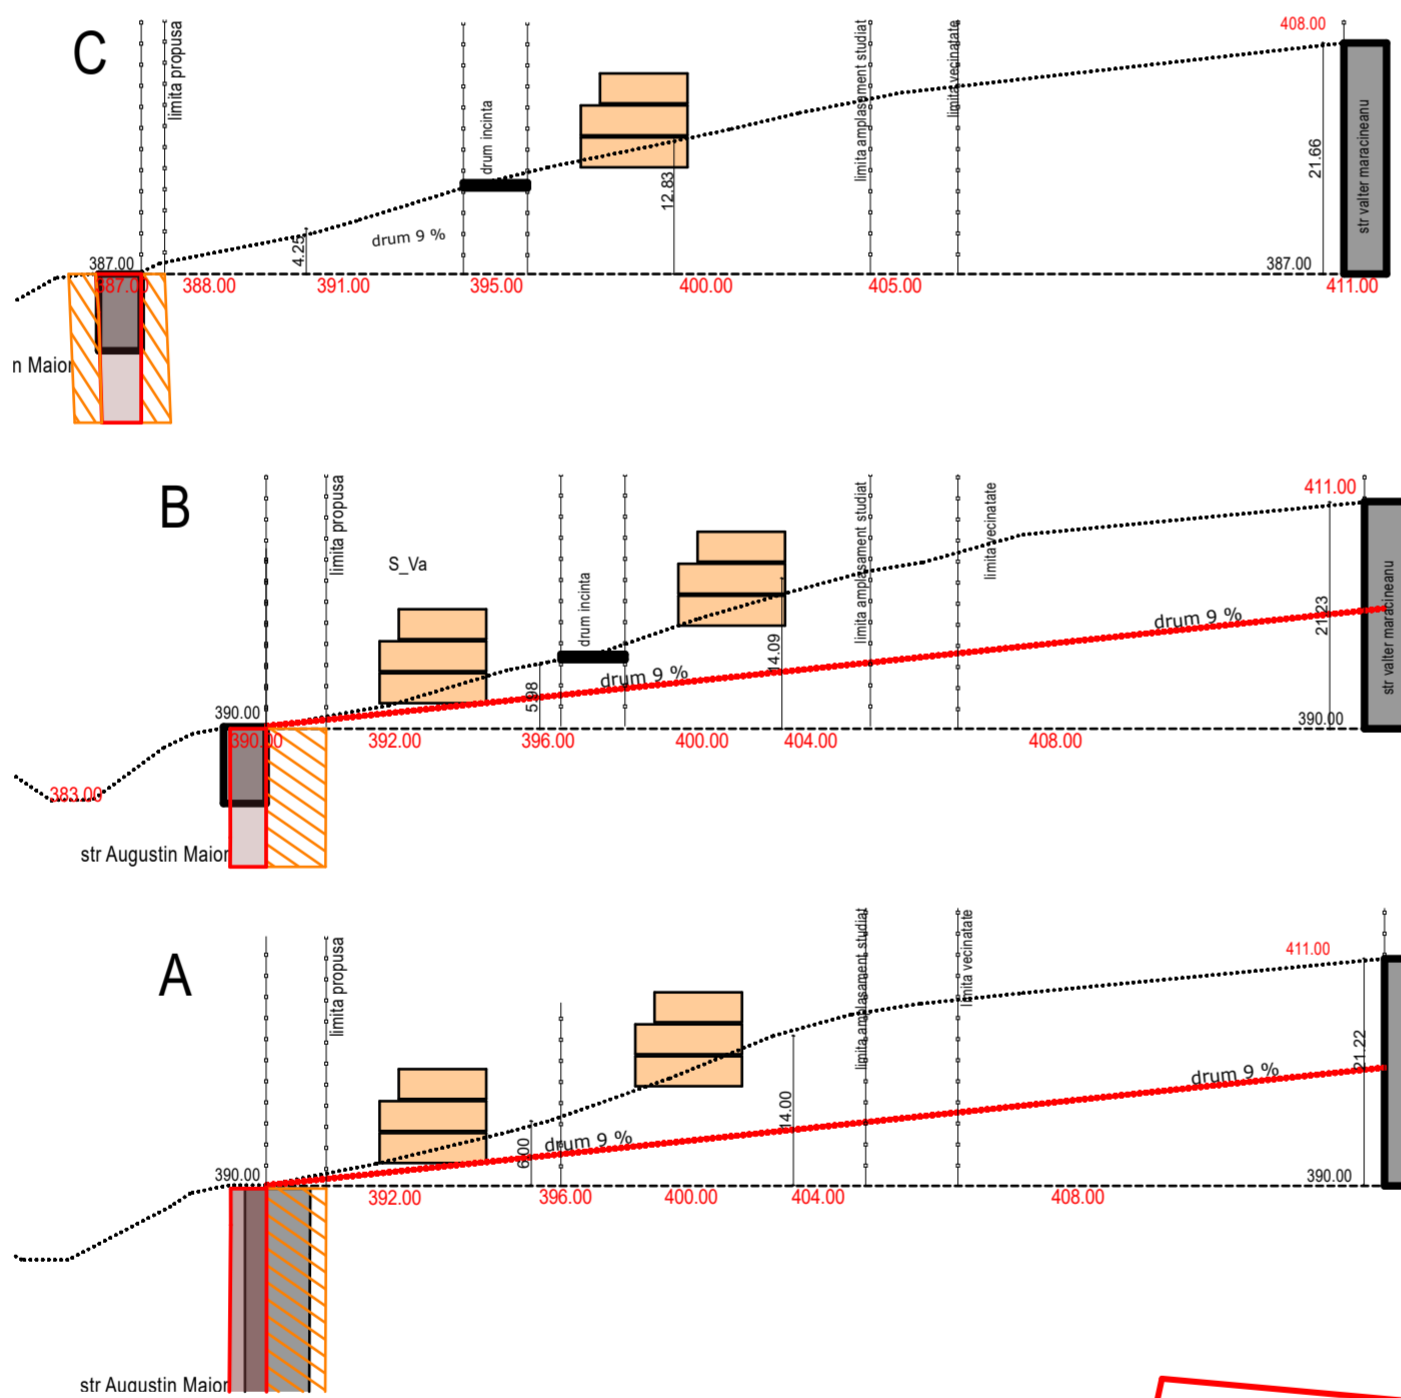 C
limita propusa
drum incinta
limita amplasament studiat
limita vecinatate
408.00
str valter maracineanu
21.66
12.83
4.25
drum 9 %
387.00
387.00
387.00
388.00
391.00
395.00
400.00
405.00
411.00
n Maior
B
limita propusa
S_Va
drum incinta
limita amplasament studiat
limita vecinatate
411.00
str valter maracineanu
21.23
drum 9 %
14.09
drum 9 %
5.98
390.00
390.00
390.00
392.00
396.00
400.00
404.00
408.00
383.00
str Augustin Maior
A
limita propusa
limita amplasament studiat
limita vecinatate
411.00
21.22
drum 9 %
14.00
drum 9 %
6.00
390.00
390.00
392.00
396.00
400.00
404.00
408.00
str Augustin Maior